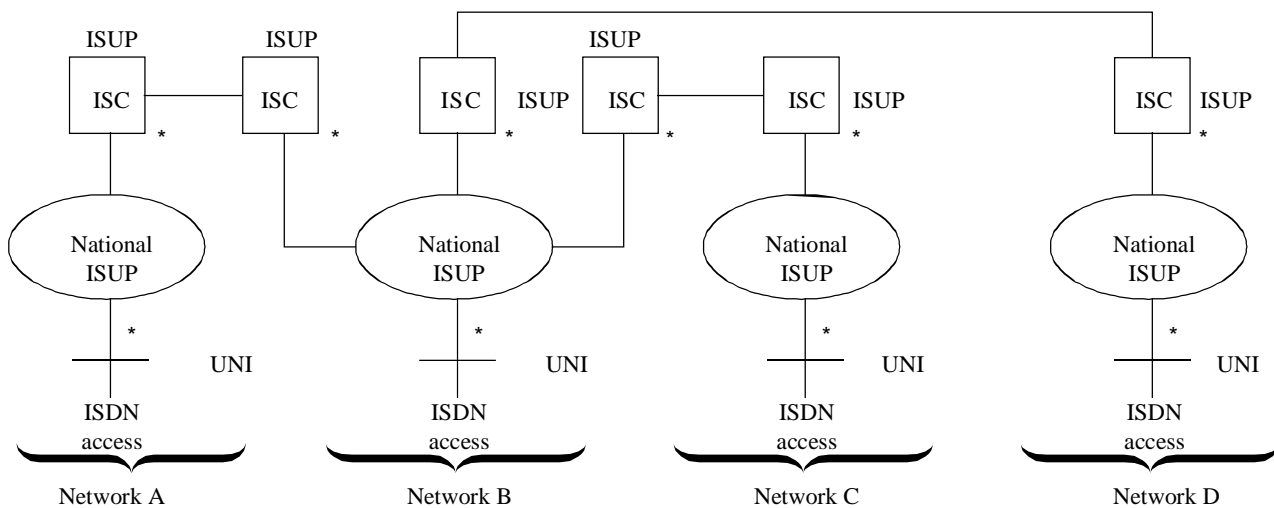 ISUP
ISUP
ISUP
ISC
ISC
ISC
ISUP
ISC
ISC
ISUP
ISC
ISUP
*
*
*
*
*
*
National
ISUP
National
ISUP
National
ISUP
National
ISUP
*
*
*
*
UNI
UNI
UNI
UNI
ISDN
access
ISDN
access
ISDN
access
ISDN
access
Network A
Network B
Network C
Network D